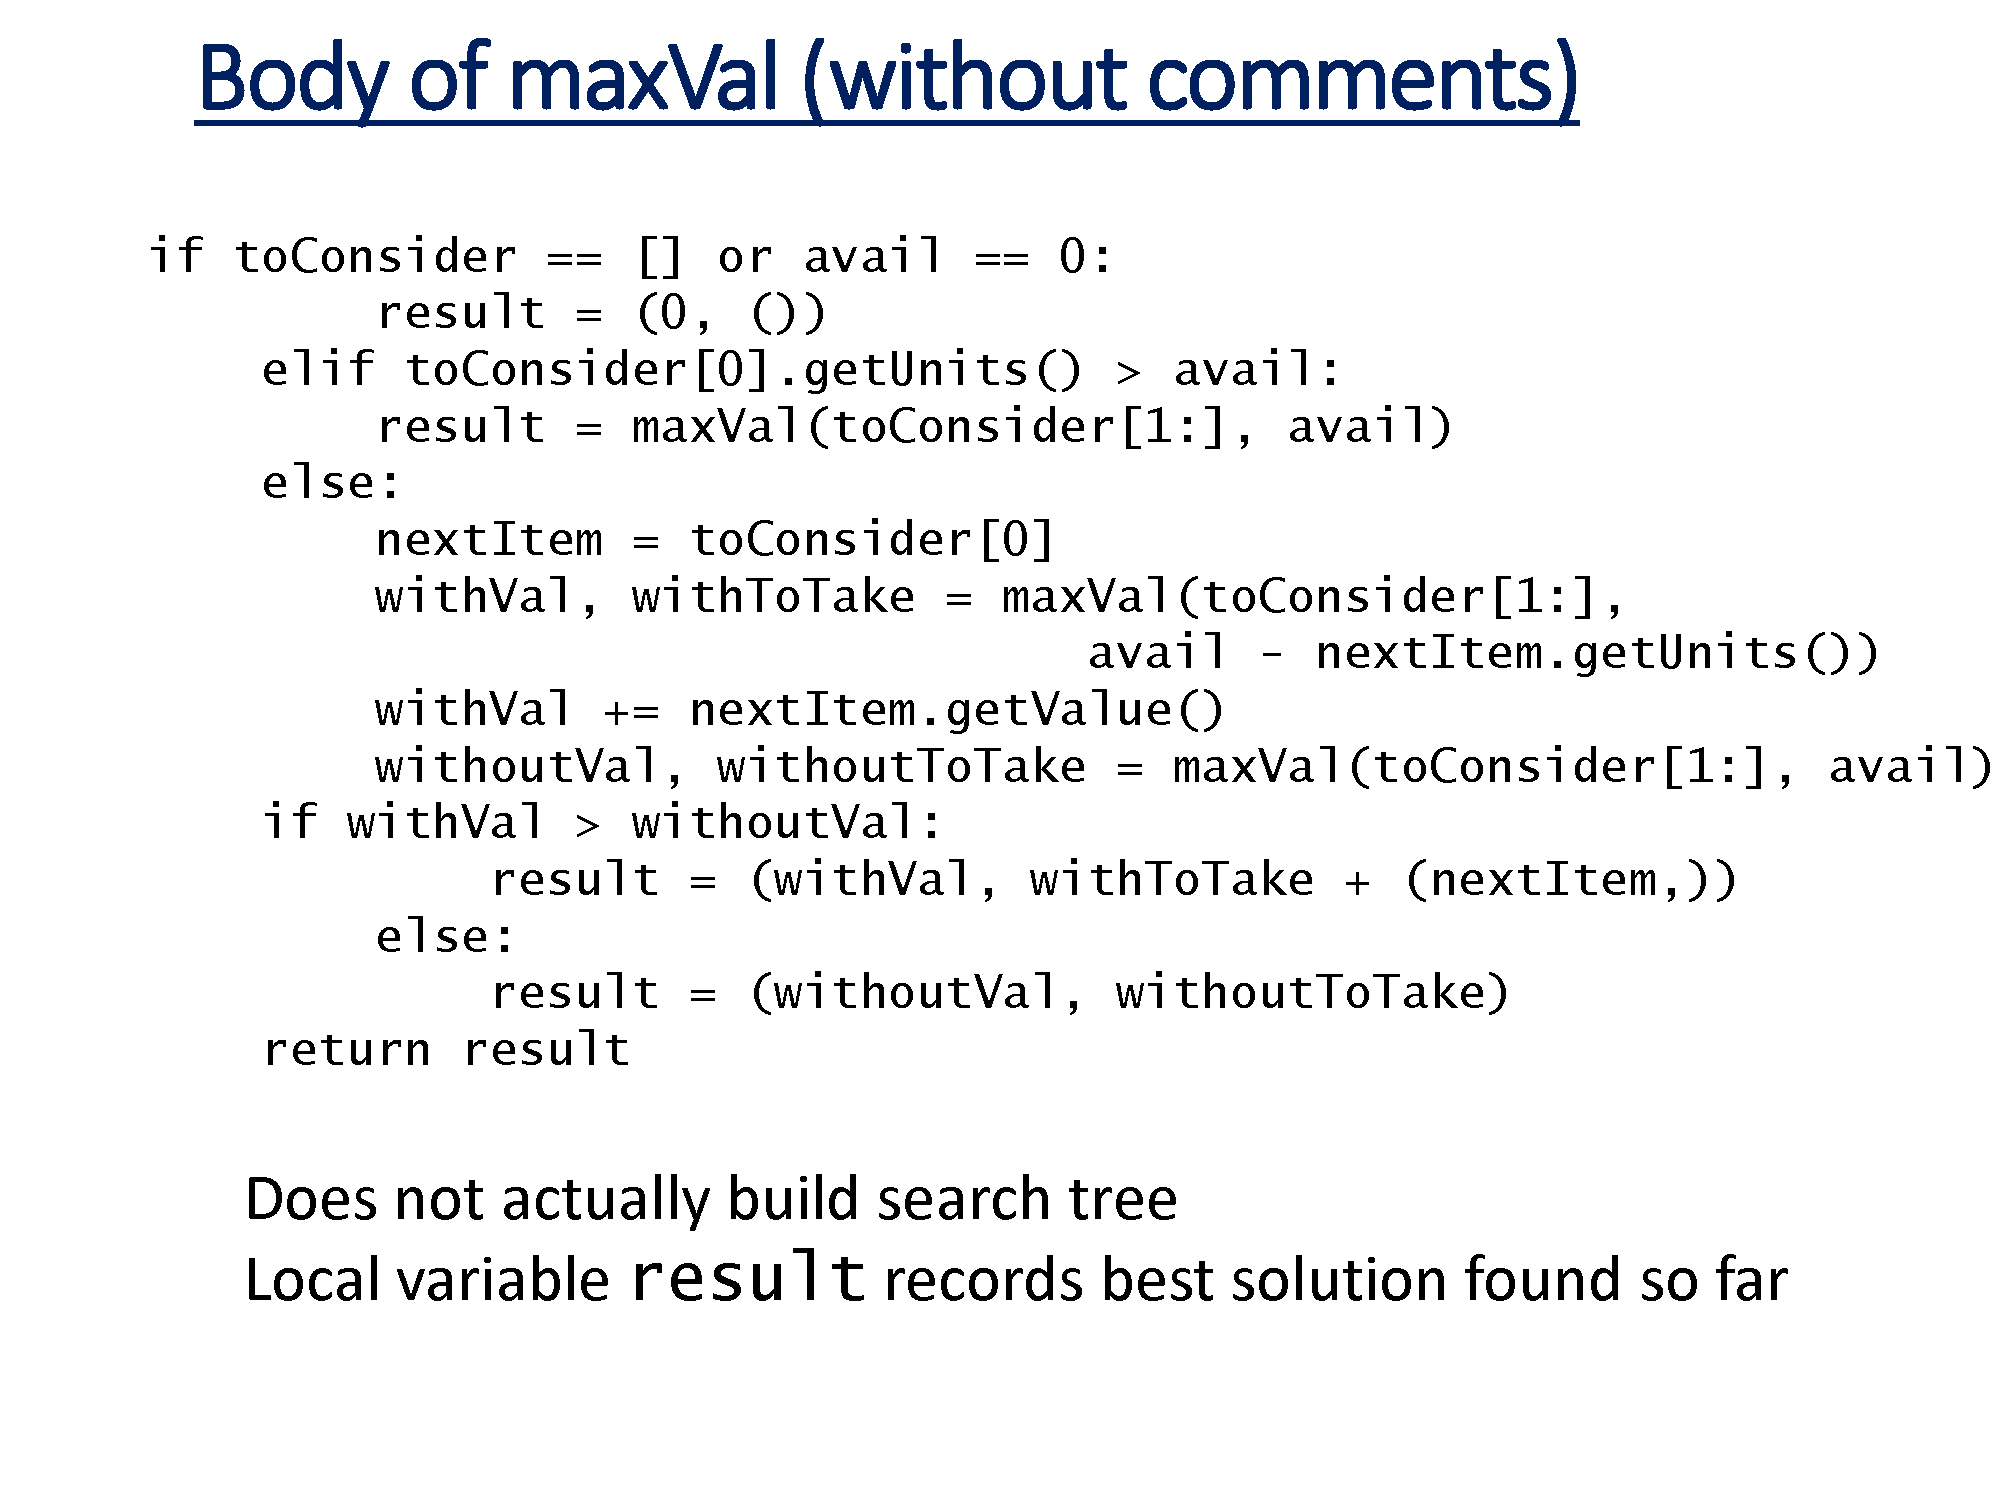 Body of maxVal (without comments)
if toConsider == [] or avail == 0:
        result = (0, ())
    elif toConsider[0].getUnits() > avail:
        result = maxVal(toConsider[1:], avail)
    else:
        nextItem = toConsider[0]
        withVal, withToTake = maxVal(toConsider[1:],
                                 avail - nextItem.getUnits())
        withVal += nextItem.getValue()
        withoutVal, withoutToTake = maxVal(toConsider[1:], avail)
    if withVal > withoutVal:
            result = (withVal, withToTake + (nextItem,))
        else:
            result = (withoutVal, withoutToTake)
    return result
Does not actually build search tree
Local variable result records best solution found so far